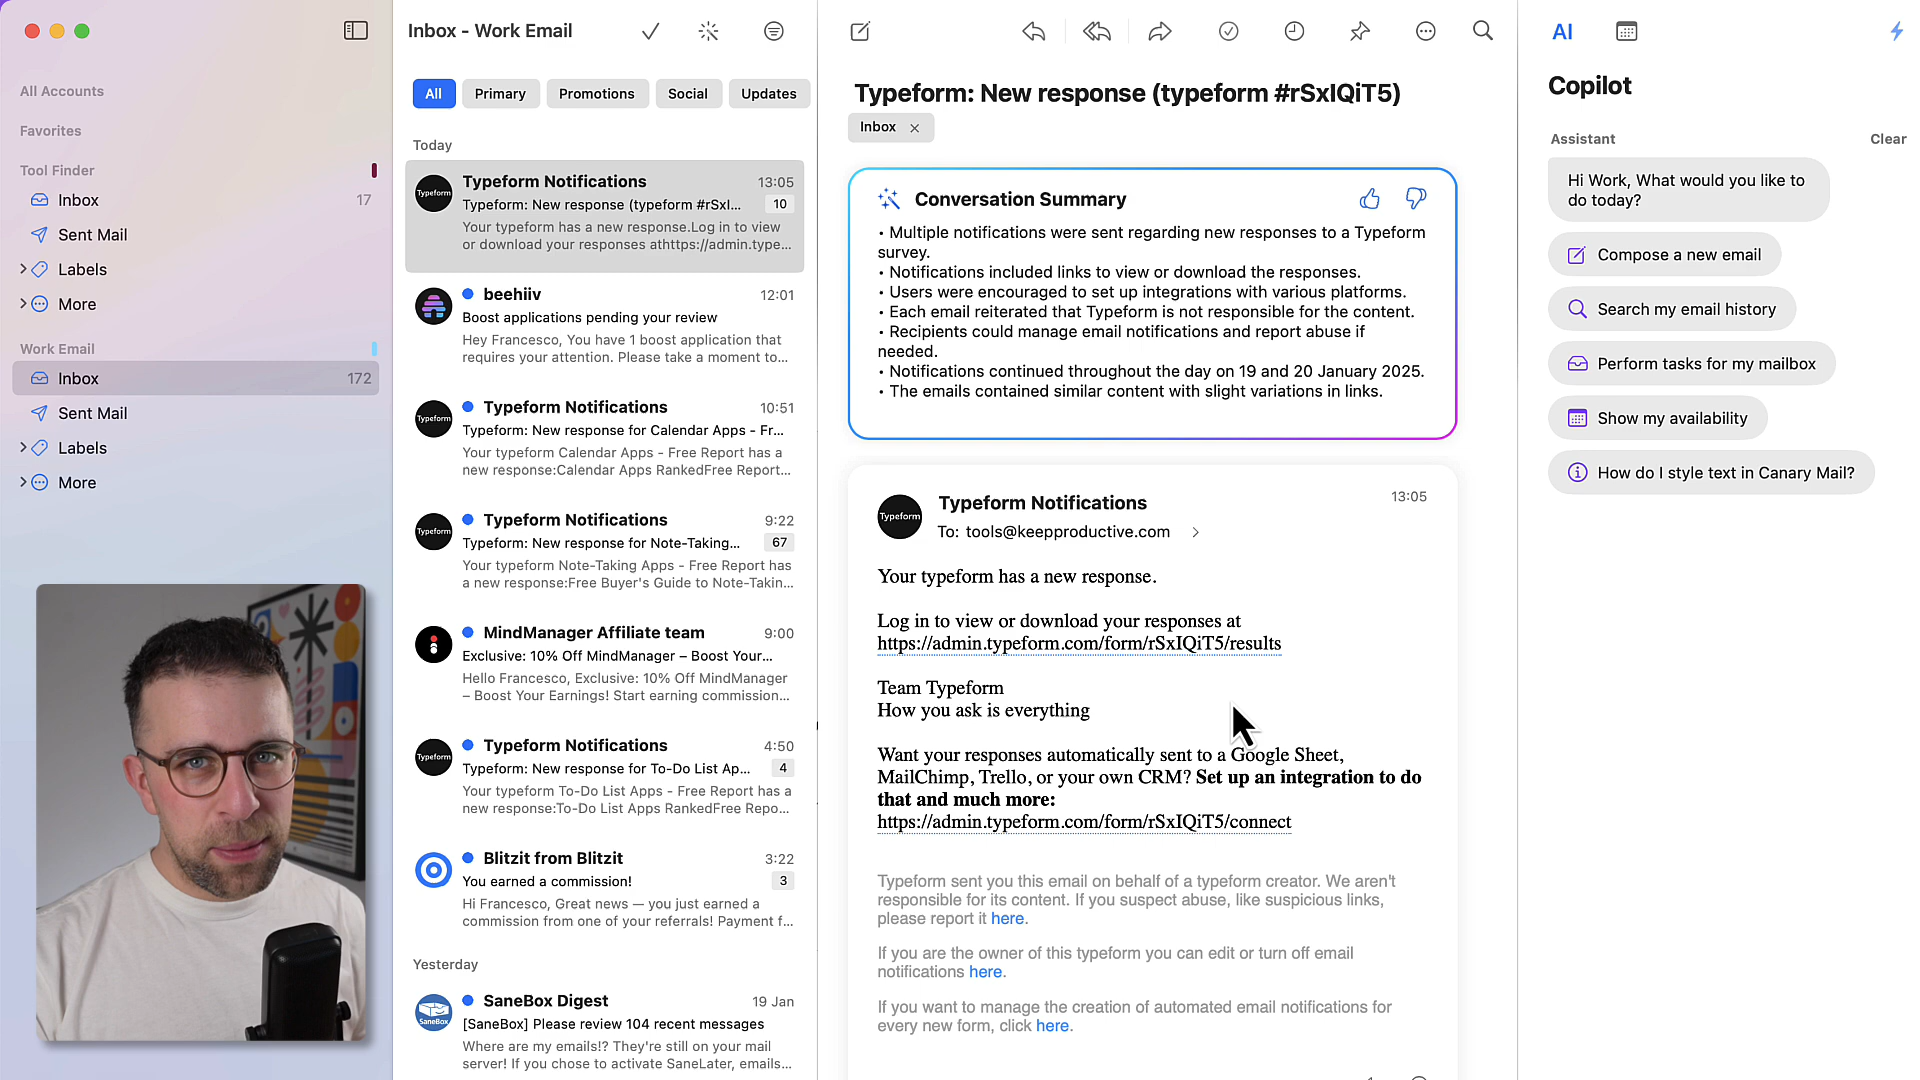 All Accounts
Favorites
Tool Finder
Inbox 17
Sent Mail
Labels
More
Work Email
Inbox 172
Sent Mail
Labels
More
Inbox - Work Email
All Primary Promotions Social Updates
Today
Typeform
Typeform Notifications 13:05
Typeform: New response (typeform #rSxI... 10
Your typeform has a new response.Log in to view
or download your responses athttps://admin.type...
beehiiv 12:01
Boost applications pending your review
Hey Francesco, You have 1 boost application that
requires your attention. Please take a moment to...
Typeform
Typeform Notifications 10:51
Typeform: New response for Calendar Apps - Fr...
Your typeform Calendar Apps - Free Report has a
new response:Calendar Apps RankedFree Report...
Typeform
Typeform Notifications 9:22
Typeform: New response for Note-Taking... 67
Your typeform Note-Taking Apps - Free Report has
a new response:Free Buyer's Guide to Note-Takin...
MindManager Affiliate team 9:00
Exclusive: 10% Off MindManager – Boost Your...
Hello Francesco, Exclusive: 10% Off MindManager
– Boost Your Earnings! Start earning commission...
Typeform
Typeform Notifications 4:50
Typeform: New response for To-Do List Ap... 4
Your typeform To-Do List Apps - Free Report has a
new response:To-Do List Apps RankedFree Repo...
Blitzit from Blitzit 3:22
You earned a commission! 3
Hi Francesco, Great news — you just earned a
commission from one of your referrals! Payment f...
Yesterday
SaneBox
SaneBox Digest 19 Jan
[SaneBox] Please review 104 recent messages
Where are my emails!? They're still on your mail
server! If you chose to activate SaneLater, emails...
Typeform: New response (typeform #rSxIQiT5)
Inbox ×
Conversation Summary
• Multiple notifications were sent regarding new responses to a Typeform
survey.
• Notifications included links to view or download the responses.
• Users were encouraged to set up integrations with various platforms.
• Each email reiterated that Typeform is not responsible for the content.
• Recipients could manage email notifications and report abuse if
needed.
• Notifications continued throughout the day on 19 and 20 January 2025.
• The emails contained similar content with slight variations in links.
Typeform
Typeform Notifications 13:05
To: tools@keepproductive.com
Your typeform has a new response.
Log in to view or download your responses at
https://admin.typeform.com/form/rSxIQiT5/results
Team Typeform
How you ask is everything
Want your responses automatically sent to a Google Sheet,
MailChimp, Trello, or your own CRM? Set up an integration to do
that and much more:
https://admin.typeform.com/form/rSxIQiT5/connect
Typeform sent you this email on behalf of a typeform creator. We aren't
responsible for its content. If you suspect abuse, like suspicious links,
please report it here.
If you are the owner of this typeform you can edit or turn off email
notifications here.
If you want to manage the creation of automated email notifications for
every new form, click here.
AI
Copilot
Assistant Clear
Hi Work, What would you like to
do today?
Compose a new email
Search my email history
Perform tasks for my mailbox
Show my availability
How do I style text in Canary Mail?